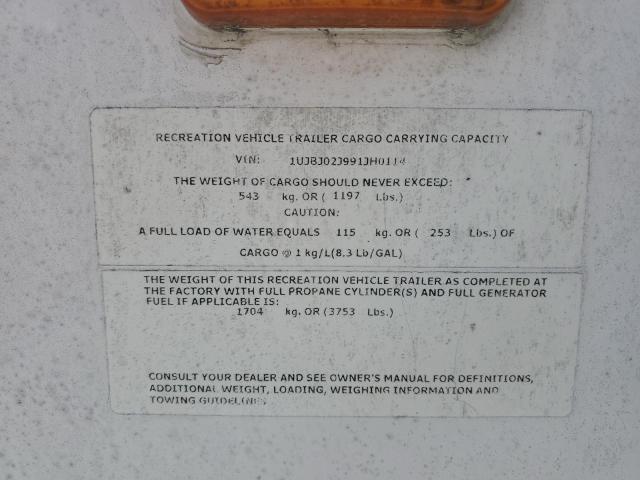 RECREATION VEHICLE TRAILER CARGO CARRYING CAPACITY
VIN: 1UJBJ02J991JH0114
THE WEIGHT OF CARGO SHOULD NEVER EXCEED:
543 kg. OR ( 1197 Lbs.)
CAUTION:
A FULL LOAD OF WATER EQUALS 115 kg. OR ( 253 Lbs.) OF
CARGO @ 1 kg/L(8.3 Lb/GAL)
THE WEIGHT OF THIS RECREATION VEHICLE TRAILER AS COMPLETED AT
THE FACTORY WITH FULL PROPANE CYLINDER(S) AND FULL GENERATOR
FUEL IF APPLICABLE IS:
1704 kg. OR (3753 Lbs.)
CONSULT YOUR DEALER AND SEE OWNER'S MANUAL FOR DEFINITIONS,
ADDITIONAL WEIGHT, LOADING, WEIGHING INFORMATION AND
TOWING GUIDELINES.